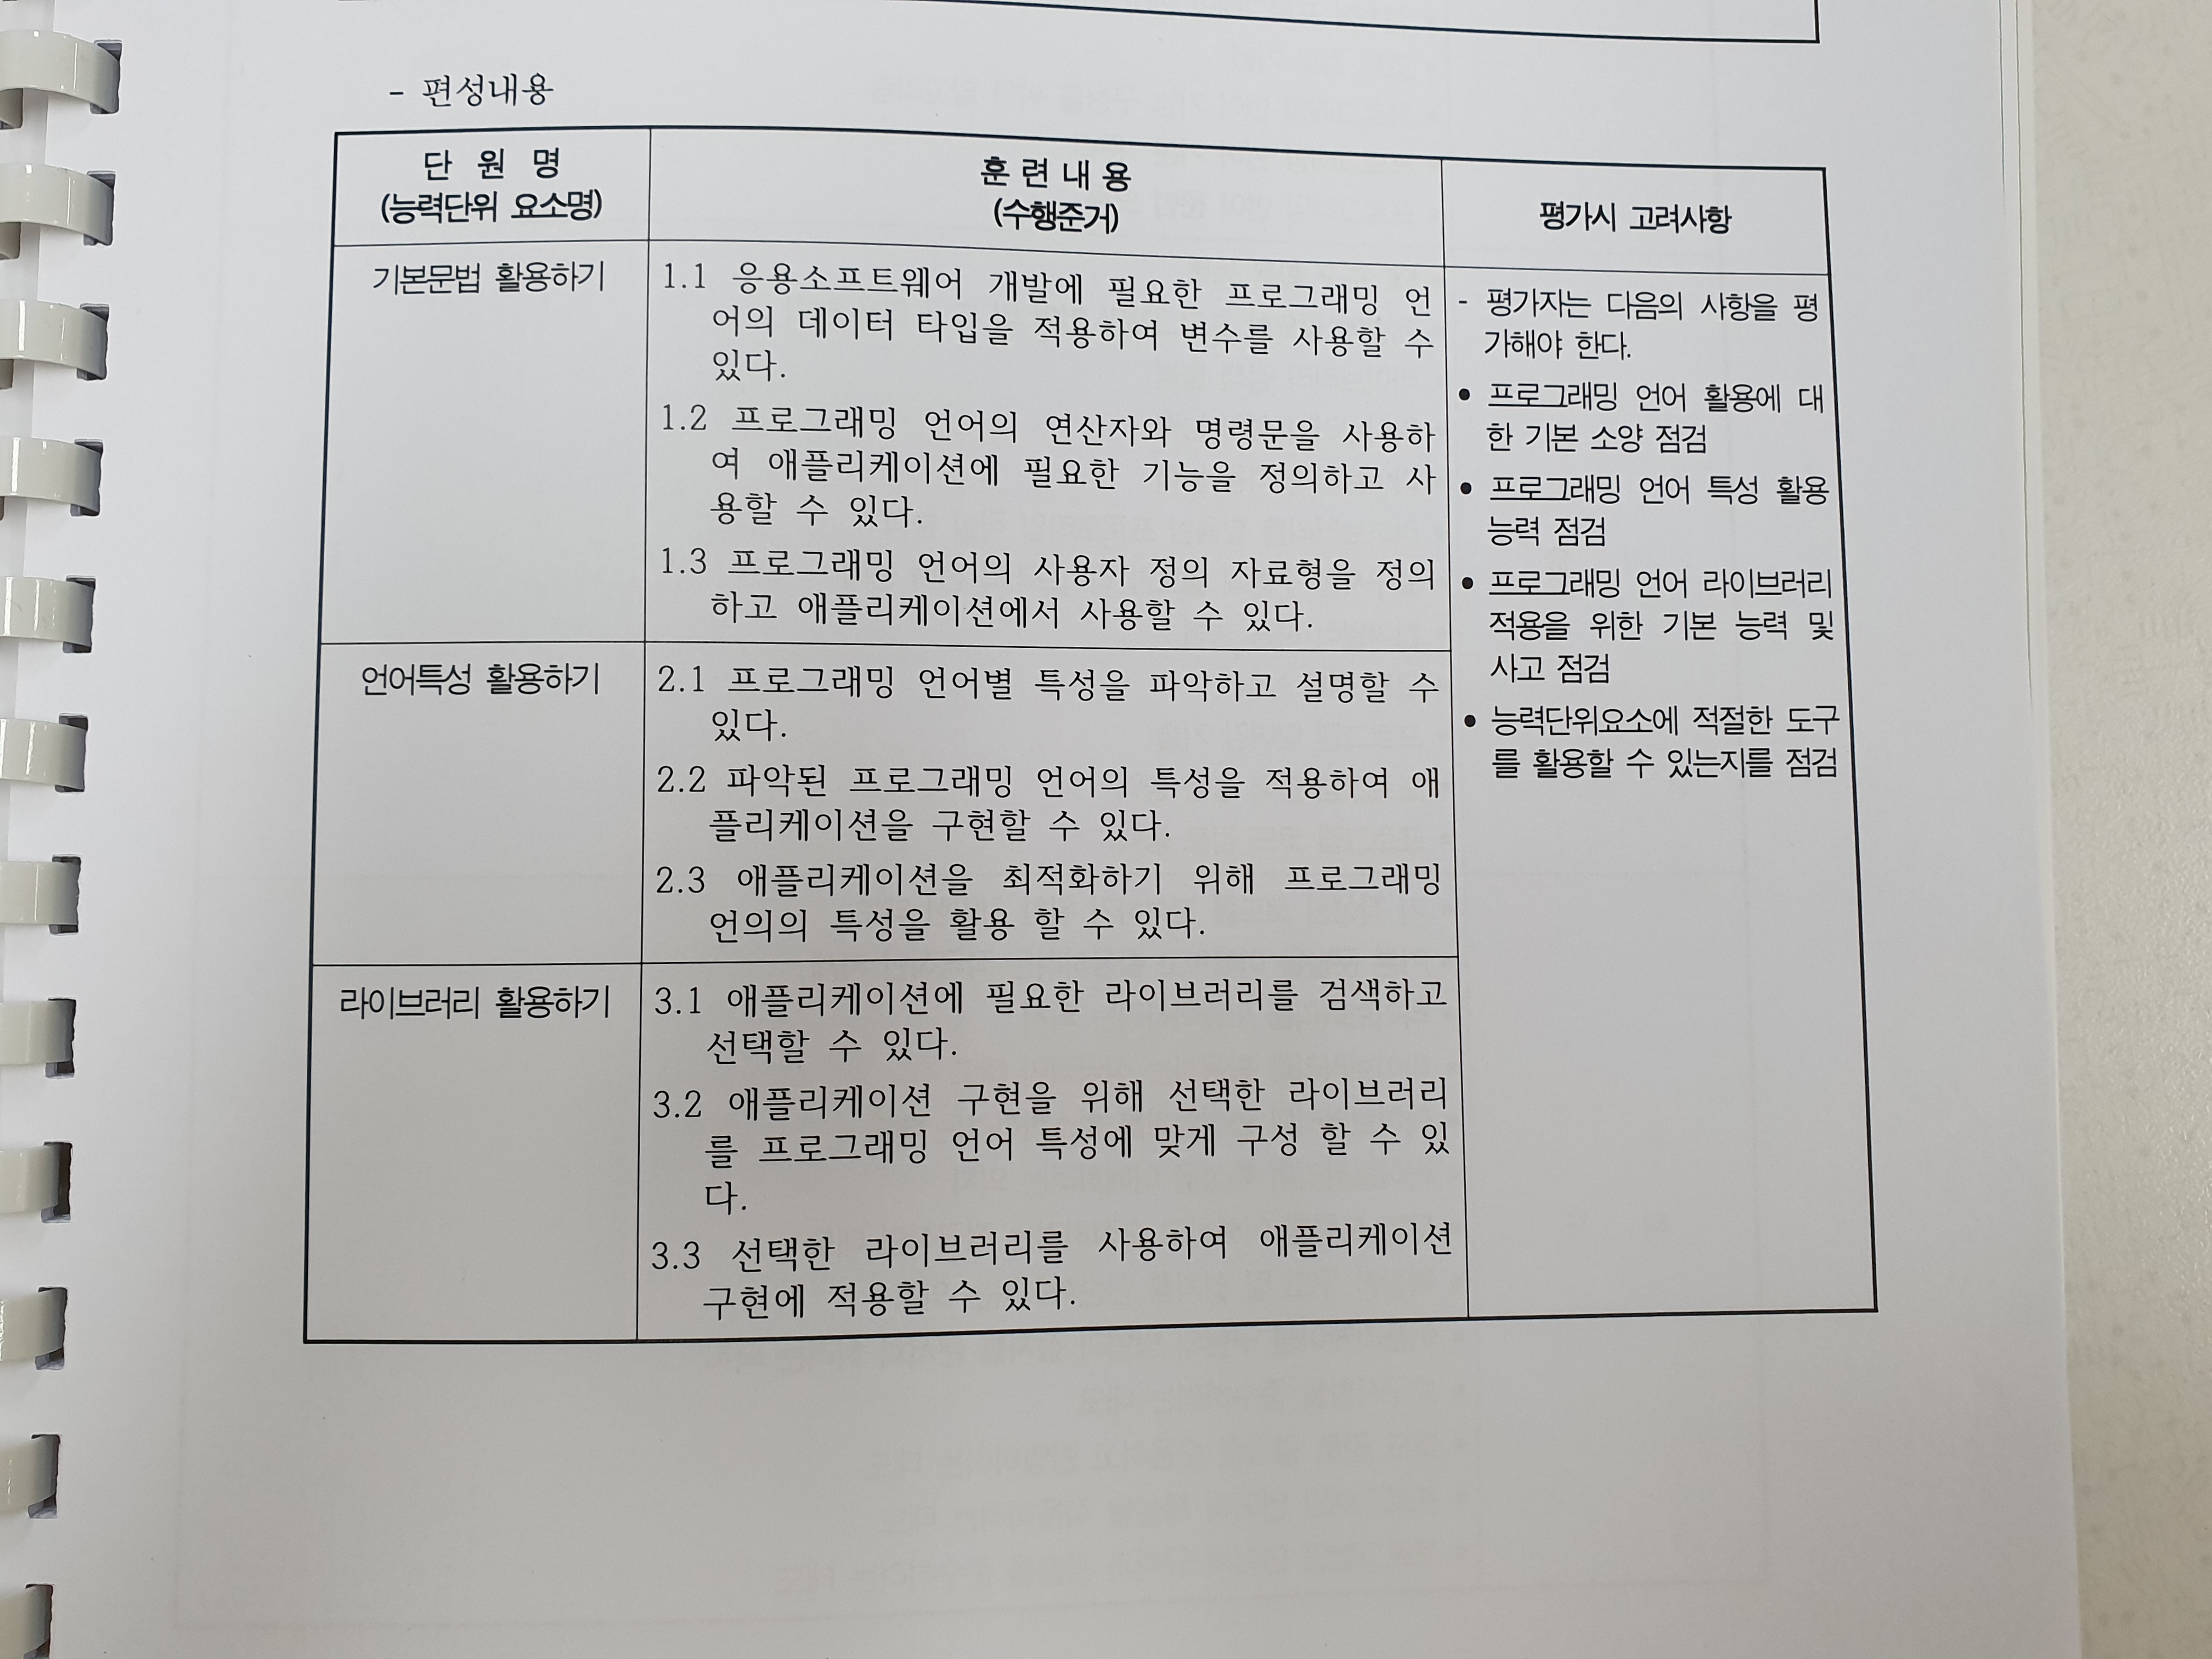 - 편성내용
단 원 명
(능력단위 요소명)
훈 련 내 용
(수행준거)
평가시 고려사항
기본문법 활용하기
1.1 응용소프트웨어 개발에 필요한 프로그래밍 언
어의 데이터 타입을 적용하여 변수를 사용할 수
있다.
1.2 프로그래밍 언어의 연산자와 명령문을 사용하
여 애플리케이션에 필요한 기능을 정의하고 사
용할 수 있다.
1.3 프로그래밍 언어의 사용자 정의 자료형을 정의
하고 애플리케이션에서 사용할 수 있다.
언어특성 활용하기
2.1 프로그래밍 언어별 특성을 파악하고 설명할 수
있다.
2.2 파악된 프로그래밍 언어의 특성을 적용하여 애
플리케이션을 구현할 수 있다.
2.3 애플리케이션을 최적화하기 위해 프로그래밍
언의의 특성을 활용 할 수 있다.
라이브러리 활용하기
3.1 애플리케이션에 필요한 라이브러리를 검색하고
선택할 수 있다.
3.2 애플리케이션 구현을 위해 선택한 라이브러리
를 프로그래밍 언어 특성에 맞게 구성 할 수 있
다.
3.3 선택한 라이브러리를 사용하여 애플리케이션
구현에 적용할 수 있다.
- 평가자는 다음의 사항을 평
가해야 한다.
• 프로그래밍 언어 활용에 대
한 기본 소양 점검
• 프로그래밍 언어 특성 활용
능력 점검
• 프로그래밍 언어 라이브러리
적용을 위한 기본 능력 및
사고 점검
• 능력단위요소에 적절한 도구
를 활용할 수 있는지를 점검